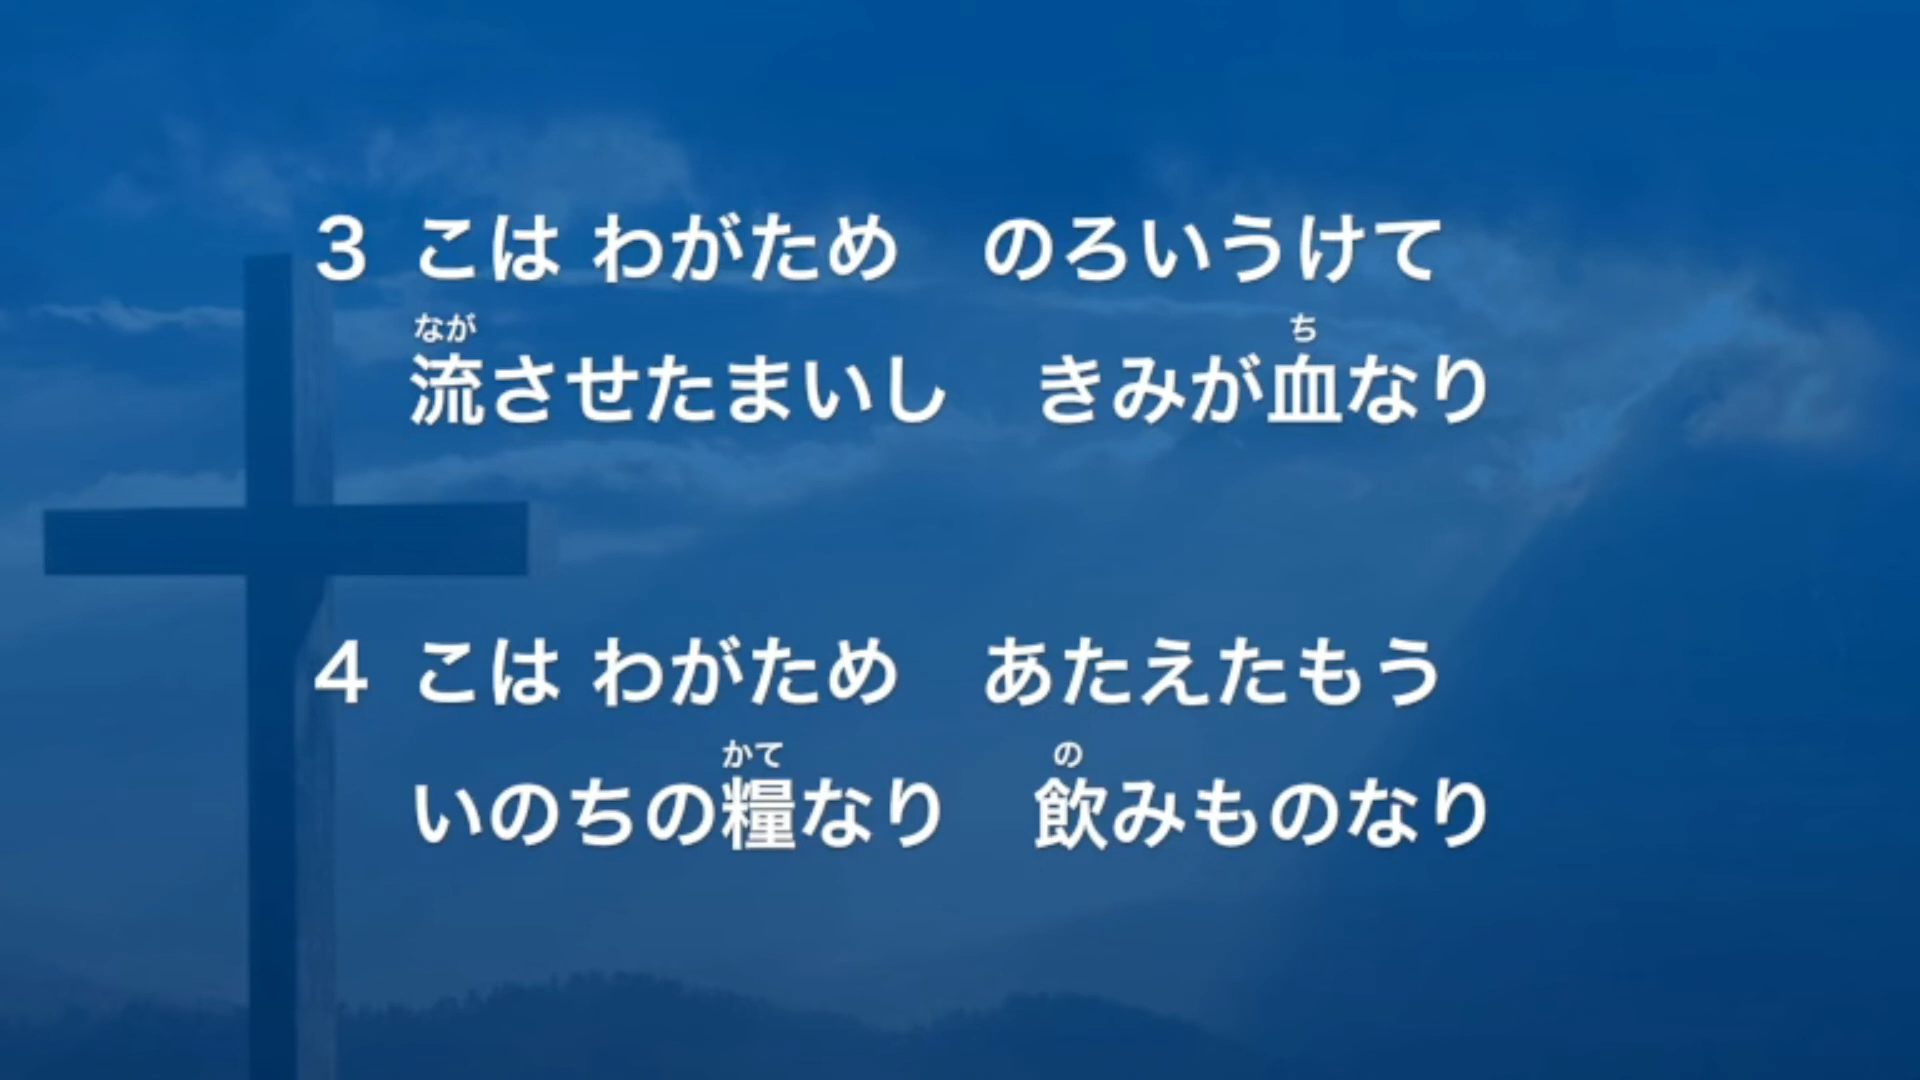 3 こは わがため　のろいうけて
なが　ち
流させたまいし　きみが血なり
4 こは わがため　あたえたもう
かて　の
いのちの糧なり　飲みものなり